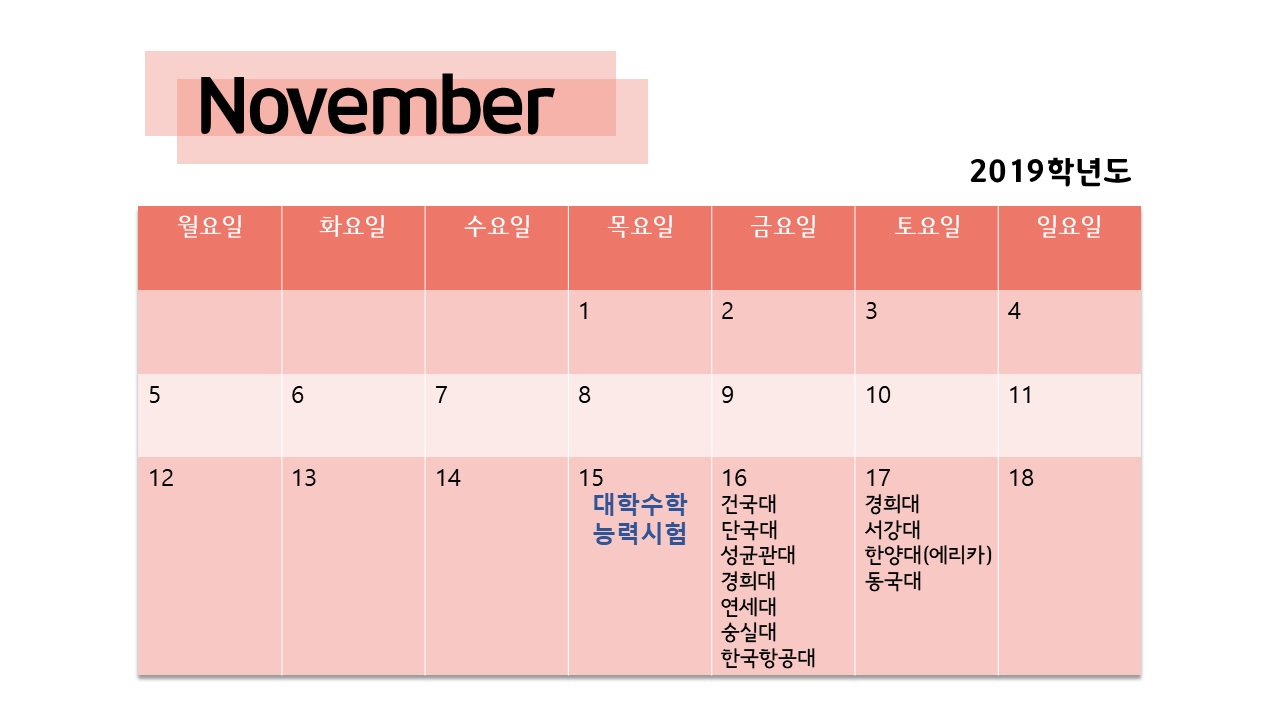 November
2019학년도
월요일 화요일 수요일 목요일 금요일 토요일 일요일
1 2 3 4
5 6 7 8 9 10 11
12 13 14 15 16 17 18
대학수학
능력시험
건국대
단국대
성균관대
경희대
연세대
숭실대
한국항공대
경희대
서강대
한양대(에리카)
동국대